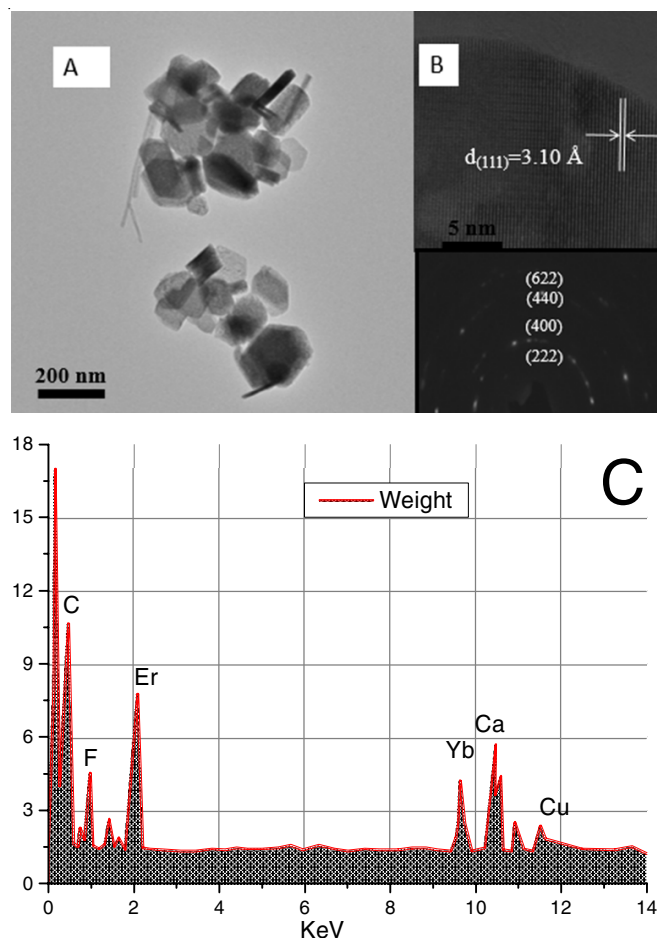 A
B
d(111)=3.10 Å
5 nm
(622)
(440)
(400)
(222)
200 nm
C
Weight
18
15
12
9
6
3
0
C
F
Er
Yb
Ca
Cu
0
2
4
6
8
10
12
14
KeV